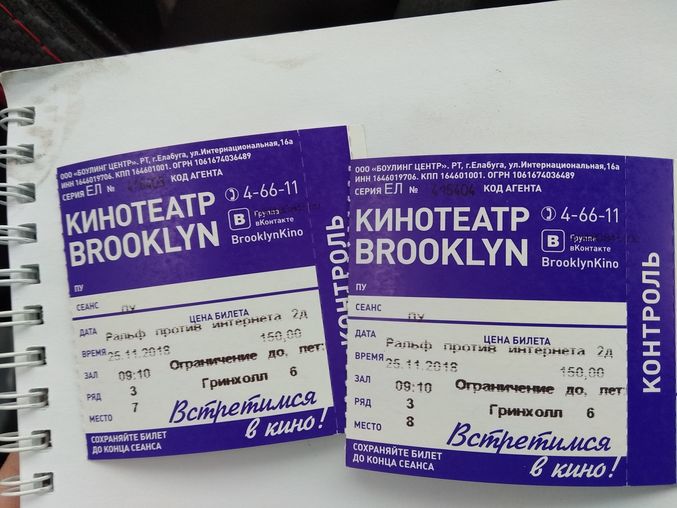 ООО «БОУЛИНГ ЦЕНТР». РТ, г.Елабуга, ул.Интернациональная,16а
ИНН 1646019706. КПП 164601001. ОГРН 1061674036489
СЕРИЯ ЕЛ № КОД АГЕНТА
КИНОТЕАТР
BROOKLYN
4-66-11
В Группа
вКонтакте
BrooklynKino
ПУ
СЕАНС ПУ
ЦЕНА БИЛЕТА
ДАТА Ральф против интернета 2д
ВРЕМЯ 25.11.2018 150,00
ЗАЛ 09:10 Ограничение до. лет:
РЯД 3 Гринхолл 6
МЕСТО 7
Встретимся
в кино!
СОХРАНЯЙТЕ БИЛЕТ
ДО КОНЦА СЕАНСА
КОНТРОЛЬ
ООО «БОУЛИНГ ЦЕНТР». РТ, г.Елабуга, ул.Интернациональная,16а
ИНН 1646019706. КПП 164601001. ОГРН 1061674036489
СЕРИЯ ЕЛ № КОД АГЕНТА
КИНОТЕАТР
BROOKLYN
4-66-11
В Группа
вКонтакте
BrooklynKino
ПУ
СЕАНС ПУ
ЦЕНА БИЛЕТА
ДАТА Ральф против интернета 2д
ВРЕМЯ 25.11.2018 150,00
ЗАЛ 09:10 Ограничение до. лет:
РЯД 3 Гринхолл 6
МЕСТО 8
Встретимся
в кино!
СОХРАНЯЙТЕ БИЛЕТ
ДО КОНЦА СЕАНСА
КОНТРОЛЬ